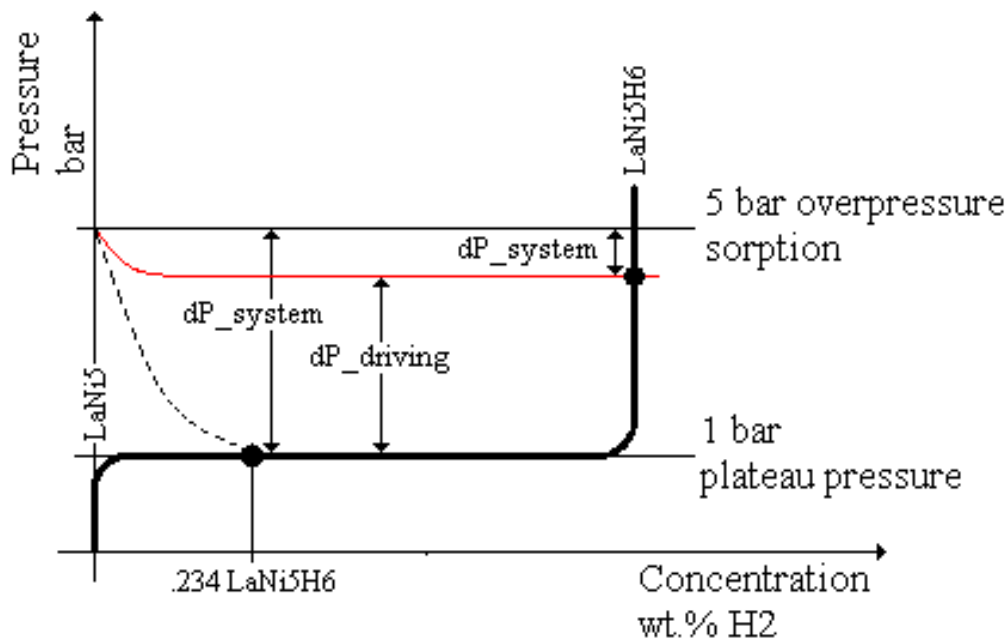 Pressure
bar
LaNi5H6
5 bar overpressure
sorption
dP_system
dP_system
dP_driving
LaNi5
1 bar
plateau pressure
.234 LaNi5H6
Concentration
wt.% H2